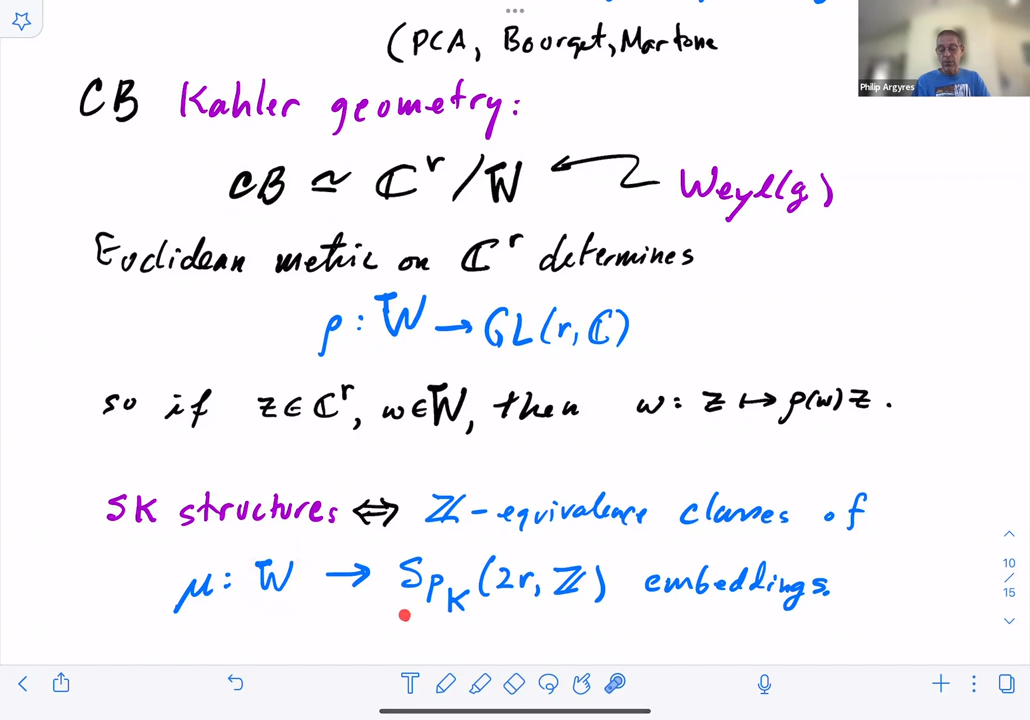 (PCA, Bourget, Martone
Philip Argyres
CB Kahler geometry:
CB ≃ ℂ^r / W Weyl(g)
Euclidean metric on ℂ^r determines
ρ: W → GL(r, ℂ)
so if z ∈ ℂ^r, w ∈ W, then w: z ↦ ρ(w) z.
SK structures ⇔ ℤ-equivalence classes of
μ: W → Sp_K(2r, ℤ) embeddings.
10 / 15
T